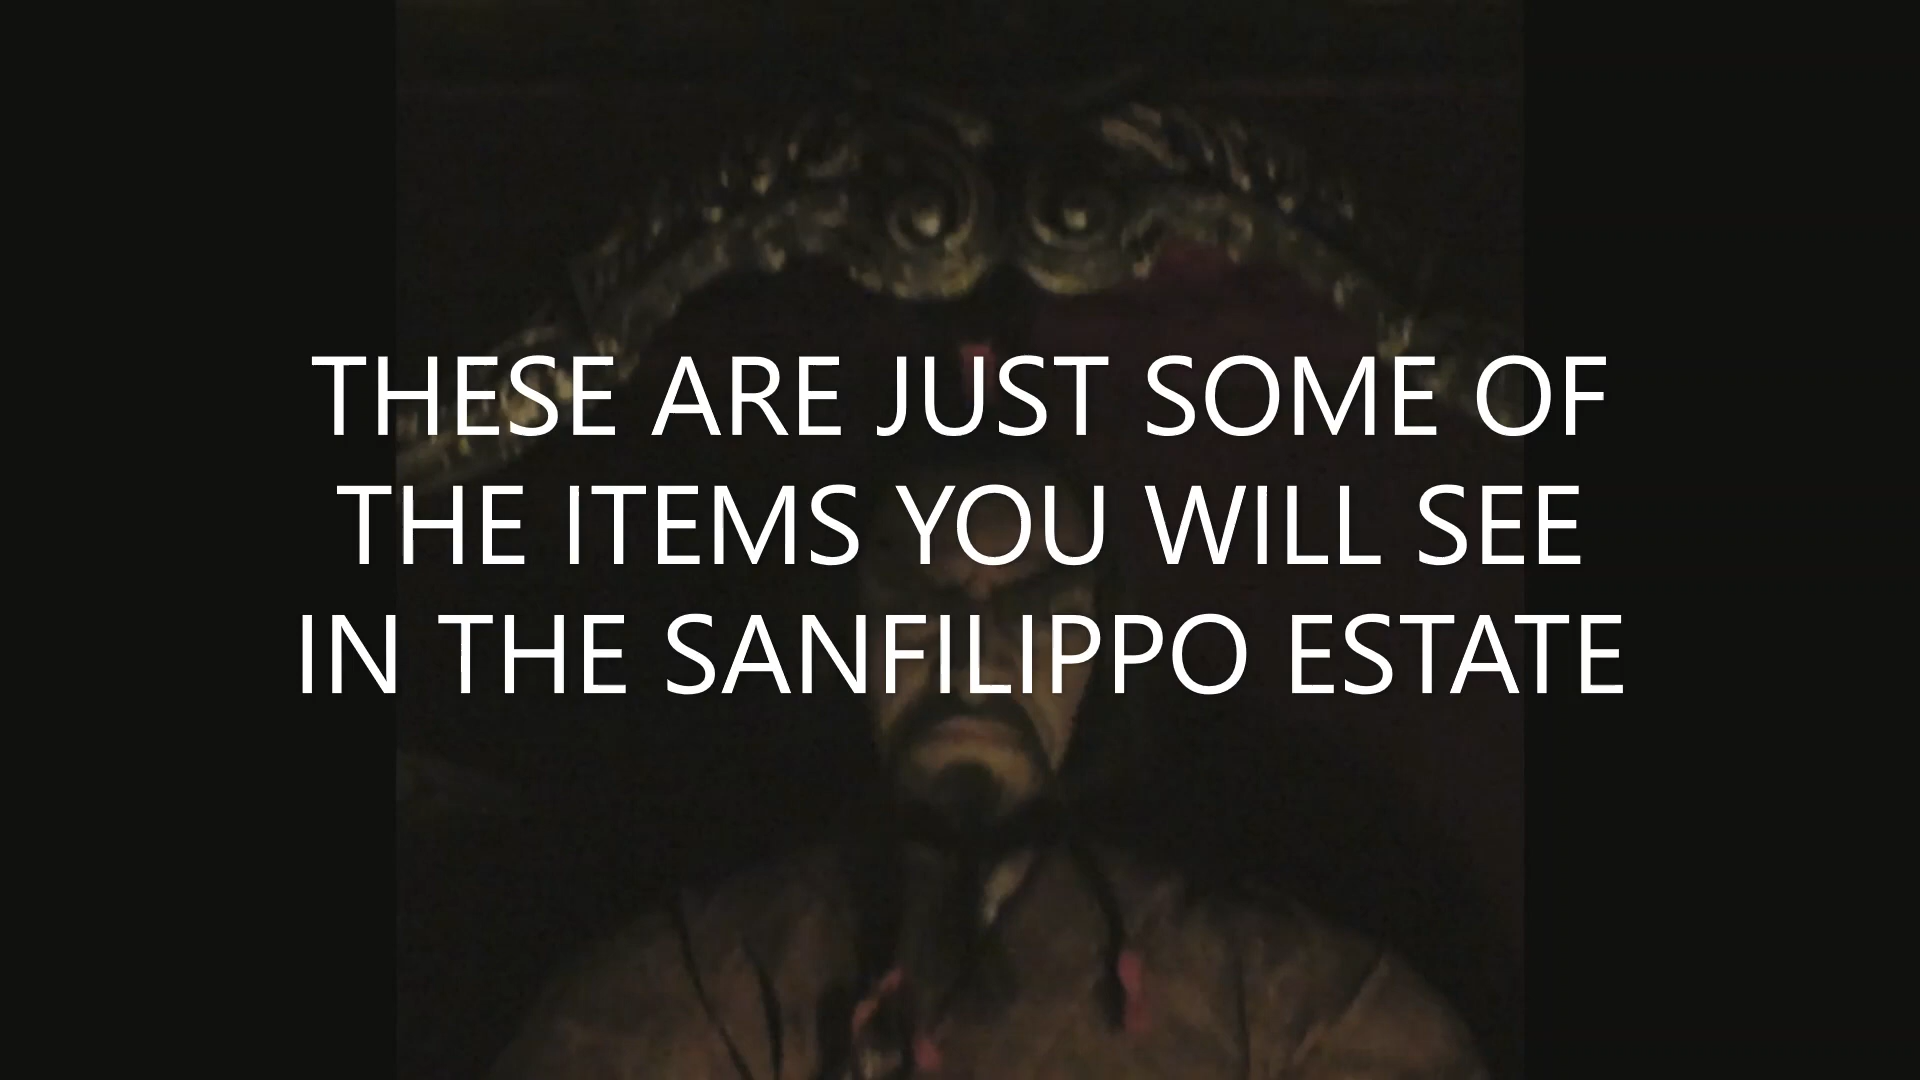 THESE ARE JUST SOME OF
THE ITEMS YOU WILL SEE
IN THE SANFILIPPO ESTATE